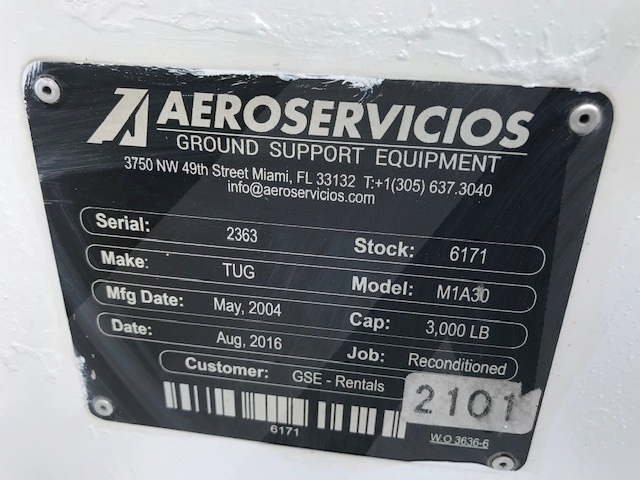 AEROSERVICIOS
GROUND SUPPORT EQUIPMENT
3750 NW 49th Street Miami, FL 33132 T:+1(305) 637.3040
info@aeroservicios.com
Serial: 2363 Stock: 6171
Make: TUG Model: M1A30
Mfg Date: May, 2004 Cap: 3,000 LB
Date: Aug, 2016 Job: Reconditioned
Customer: GSE - Rentals
2101
6171
W.O 3636-6